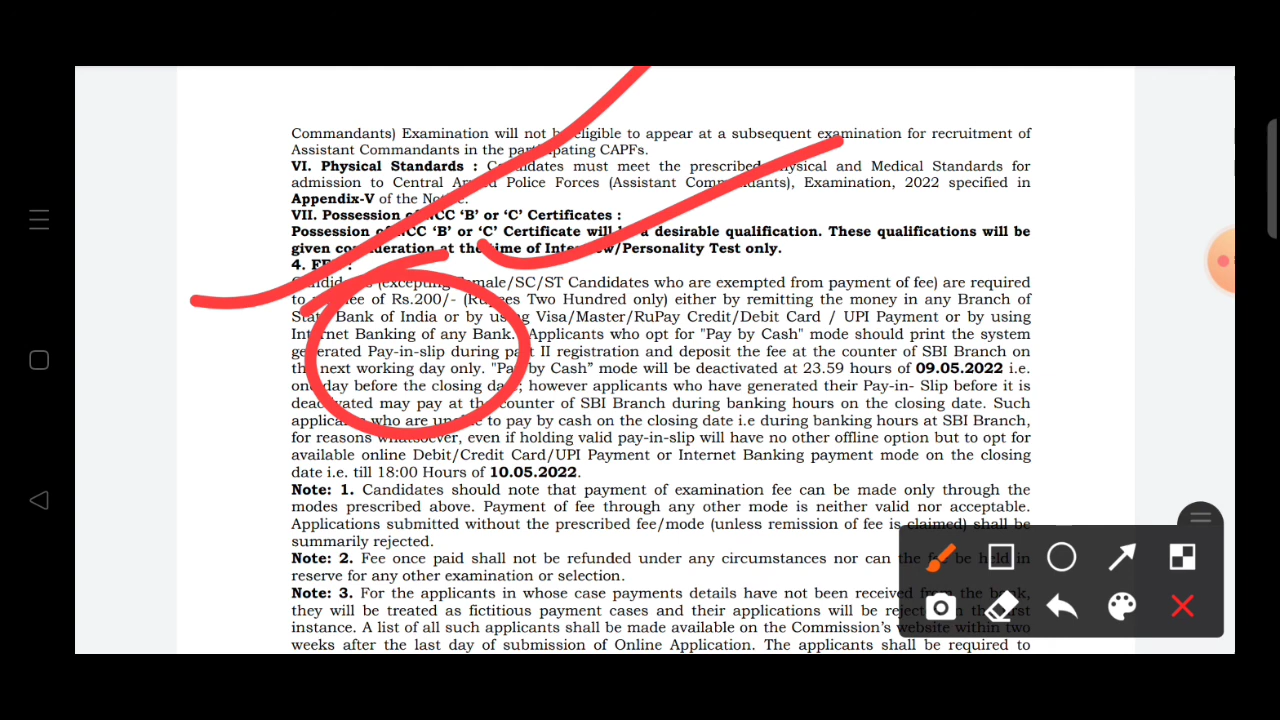 Commandants) Examination will not be eligible to appear at a subsequent examination for recruitment of
Assistant Commandants in the participating CAPFs.
VI. Physical Standards : Candidates must meet the prescribed Physical and Medical Standards for
admission to Central Armed Police Forces (Assistant Commandants), Examination, 2022 specified in
Appendix-V of the Notice.
VII. Possession of NCC ‘B’ or ‘C’ Certificates :
Possession of NCC ‘B’ or ‘C’ Certificate will be a desirable qualification. These qualifications will be
given consideration at the time of Interview/Personality Test only.
4. FEE :
Candidates (excepting Female/SC/ST Candidates who are exempted from payment of fee) are required
to pay fee of Rs.200/- (Rupees Two Hundred only) either by remitting the money in any Branch of
State Bank of India or by using Visa/Master/RuPay Credit/Debit Card / UPI Payment or by using
Internet Banking of any Bank. Applicants who opt for "Pay by Cash" mode should print the system
generated Pay-in-slip during part II registration and deposit the fee at the counter of SBI Branch on
the next working day only. "Pay by Cash” mode will be deactivated at 23.59 hours of 09.05.2022 i.e.
one day before the closing date; however applicants who have generated their Pay-in- Slip before it is
deactivated may pay at the counter of SBI Branch during banking hours on the closing date. Such
applicants who are unable to pay by cash on the closing date i.e during banking hours at SBI Branch,
for reasons whatsoever, even if holding valid pay-in-slip will have no other offline option but to opt for
available online Debit/Credit Card/UPI Payment or Internet Banking payment mode on the closing
date i.e. till 18:00 Hours of 10.05.2022.
Note: 1. Candidates should note that payment of examination fee can be made only through the
modes prescribed above. Payment of fee through any other mode is neither valid nor acceptable.
Applications submitted without the prescribed fee/mode (unless remission of fee is claimed) shall be
summarily rejected.
Note: 2. Fee once paid shall not be refunded under any circumstances nor can the fee be held in
reserve for any other examination or selection.
Note: 3. For the applicants in whose case payments details have not been received from the bank,
they will be treated as fictitious payment cases and their applications will be rejected in the first
instance. A list of all such applicants shall be made available on the Commission’s website within two
weeks after the last day of submission of Online Application. The applicants shall be required to